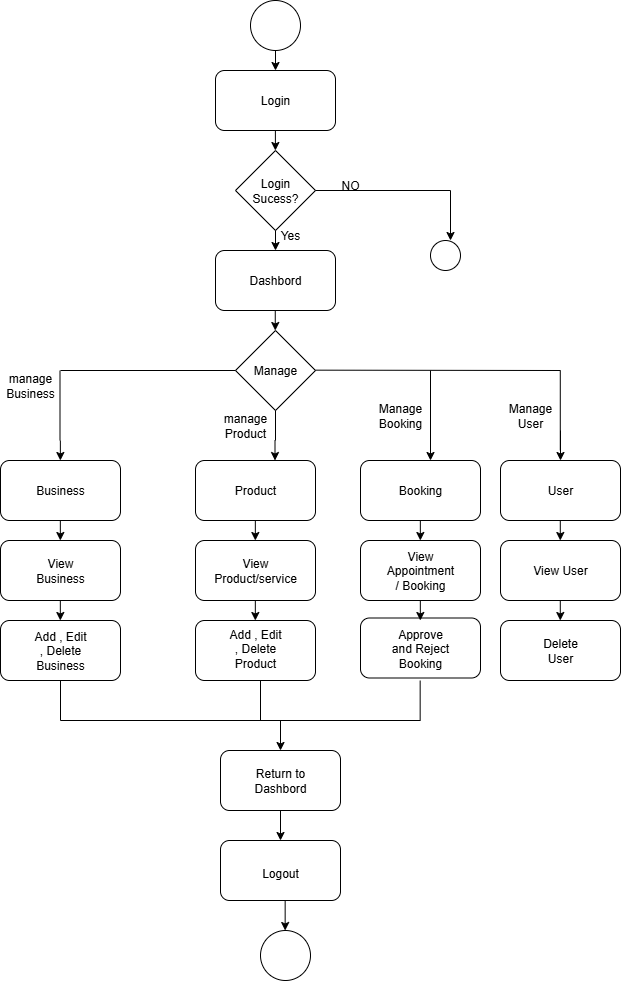 Login
Login
Sucess?
NO
Yes
Dashbord
Manage
manage
Business
manage
Product
Manage
Booking
Manage
User
Business
Product
Booking
User
View
Business
View
Product/service
View
Appointment
/ Booking
View User
Add , Edit
, Delete
Business
Add , Edit
, Delete
Product
Approve
and Reject
Booking
Delete
User
Return to
Dashbord
Logout